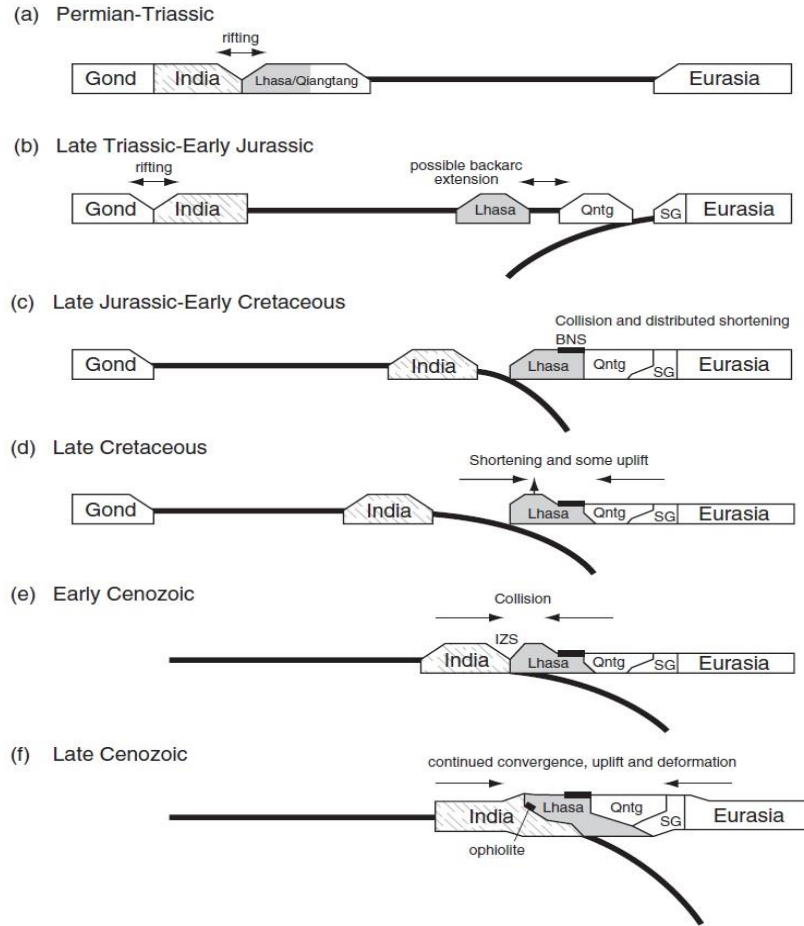 (a) Permian-Triassic
rifting
Gond India Lhasa/Qiangtang Eurasia
(b) Late Triassic-Early Jurassic
rifting
possible backarc
extension
Gond India Lhasa Qntg SG Eurasia
(c) Late Jurassic-Early Cretaceous
Collision and distributed shortening
BNS
Gond India Lhasa Qntg SG Eurasia
(d) Late Cretaceous
Shortening and some uplift
Gond India Lhasa Qntg SG Eurasia
(e) Early Cenozoic
Collision
IZS
India Lhasa Qntg SG Eurasia
(f) Late Cenozoic
continued convergence, uplift and deformation
India Lhasa Qntg SG Eurasia
ophiolite